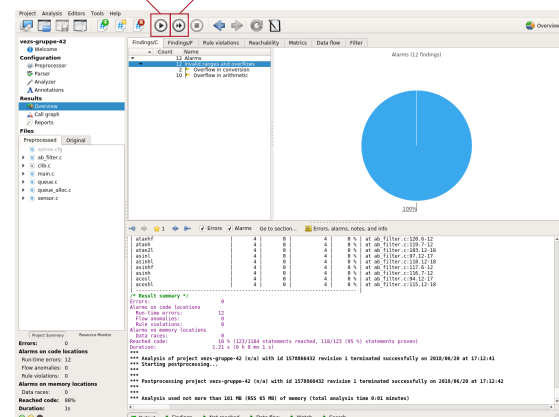 Project Analysis Editors Tools Help
Overview
vezs-gruppe-42
Welcome
Configuration
Preprocessor
Parser
Analyzer
Annotations
Results
Overview
Call graph
Reports
Files
Preprocessed Original
astree.cfg
ab_filter.c
clib.c
main.c
queue.c
queue_alloc.c
sensor.c
Project Summary Resource Monitor
Errors: 0
Alarms on code locations
Run-time errors: 12
Flow anomalies: 0
Rule violations: 0
Alarms on memory locations
Data races: 0
Reached code: 88%
Duration: 1s
Findings/C Findings/F Rule violations Reachability Metrics Data flow Filter
Count Name
12 Alarms
12 Invalid ranges and overflows
2 Overflow in conversion
10 Overflow in arithmetic
Alarms (12 findings)
100%
1 Errors Alarms Go to section... Errors, alarms, notes, and info
| atanhf | 4 | 0 | 4 | 0 % | at ab_filter.c:120.6-12
| atanh | 4 | 0 | 4 | 0 % | at ab_filter.c:119.7-12
| atan2l | 4 | 0 | 4 | 0 % | at ab_filter.c:103.12-18
| asinl | 4 | 0 | 4 | 0 % | at ab_filter.c:97.12-17
| asinhl | 4 | 0 | 4 | 0 % | at ab_filter.c:118.12-18
| asinhf | 4 | 0 | 4 | 0 % | at ab_filter.c:117.6-12
| asinh | 4 | 0 | 4 | 0 % | at ab_filter.c:116.7-12
| acosl | 4 | 0 | 4 | 0 % | at ab_filter.c:94.12-17
| acoshl | 4 | 0 | 4 | 0 % | at ab_filter.c:115.12-18
/* Result summary */
Errors: 0
Alarms on code locations
Run-time errors: 12
Flow anomalies: 0
Rule violations: 0
Alarms on memory locations
Data races: 0
Reached code: 10 % (123/1184 statements reached, 118/123 (95 %) statements proven)
Duration: 1.21 s (0 h 0 mn 1 s)
***
*** Analysis of project vezs-gruppe-42 (n/a) with id 1578866432 revision 1 terminated successfully on 2018/06/20 at 17:12:41
*** Starting postprocessing...
***
***
*** Postprocessing project vezs-gruppe-42 (n/a) with id 1578866432 revision 1 terminated successfully on 2018/06/20 at 17:12:42
***
***
*** Analysis used not more than 101 MB (RSS 65 MB) of memory (total analysis time 0:01 minutes)
***
Output Findings Not reached Data flow Watch Search